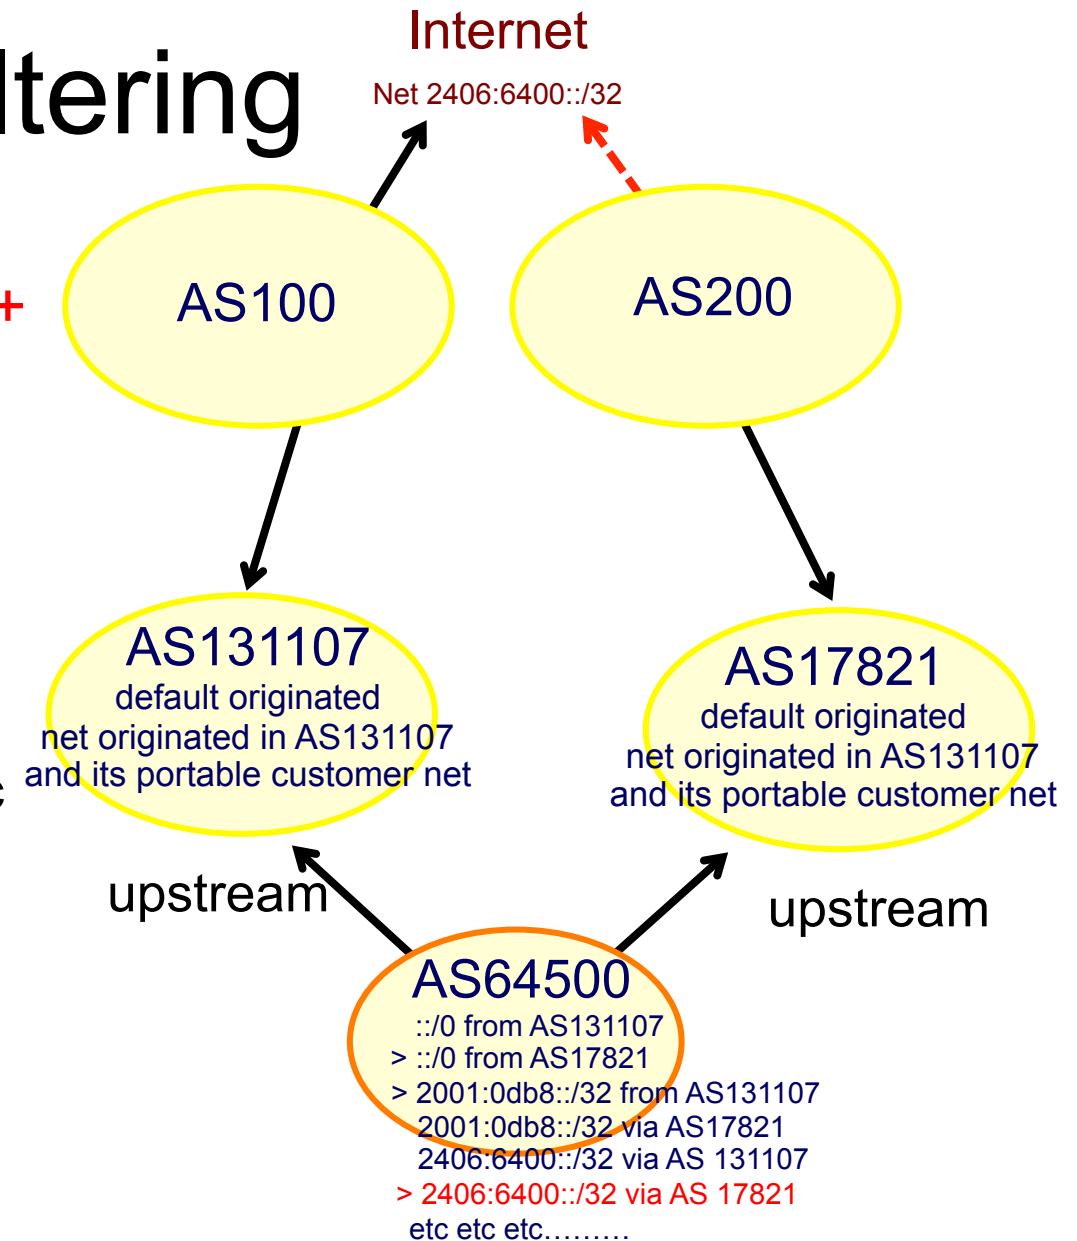 Internet
ltering
Net 2406:6400::/32
+
AS100
AS200
AS131107
default originated
net originated in AS131107
and its portable customer net
c
AS17821
default originated
net originated in AS131107
and its portable customer net
upstream
upstream
AS64500
::/0 from AS131107
> ::/0 from AS17821
> 2001:0db8::/32 from AS131107
2001:0db8::/32 via AS17821
2406:6400::/32 via AS 131107
> 2406:6400::/32 via AS 17821
etc etc etc.........